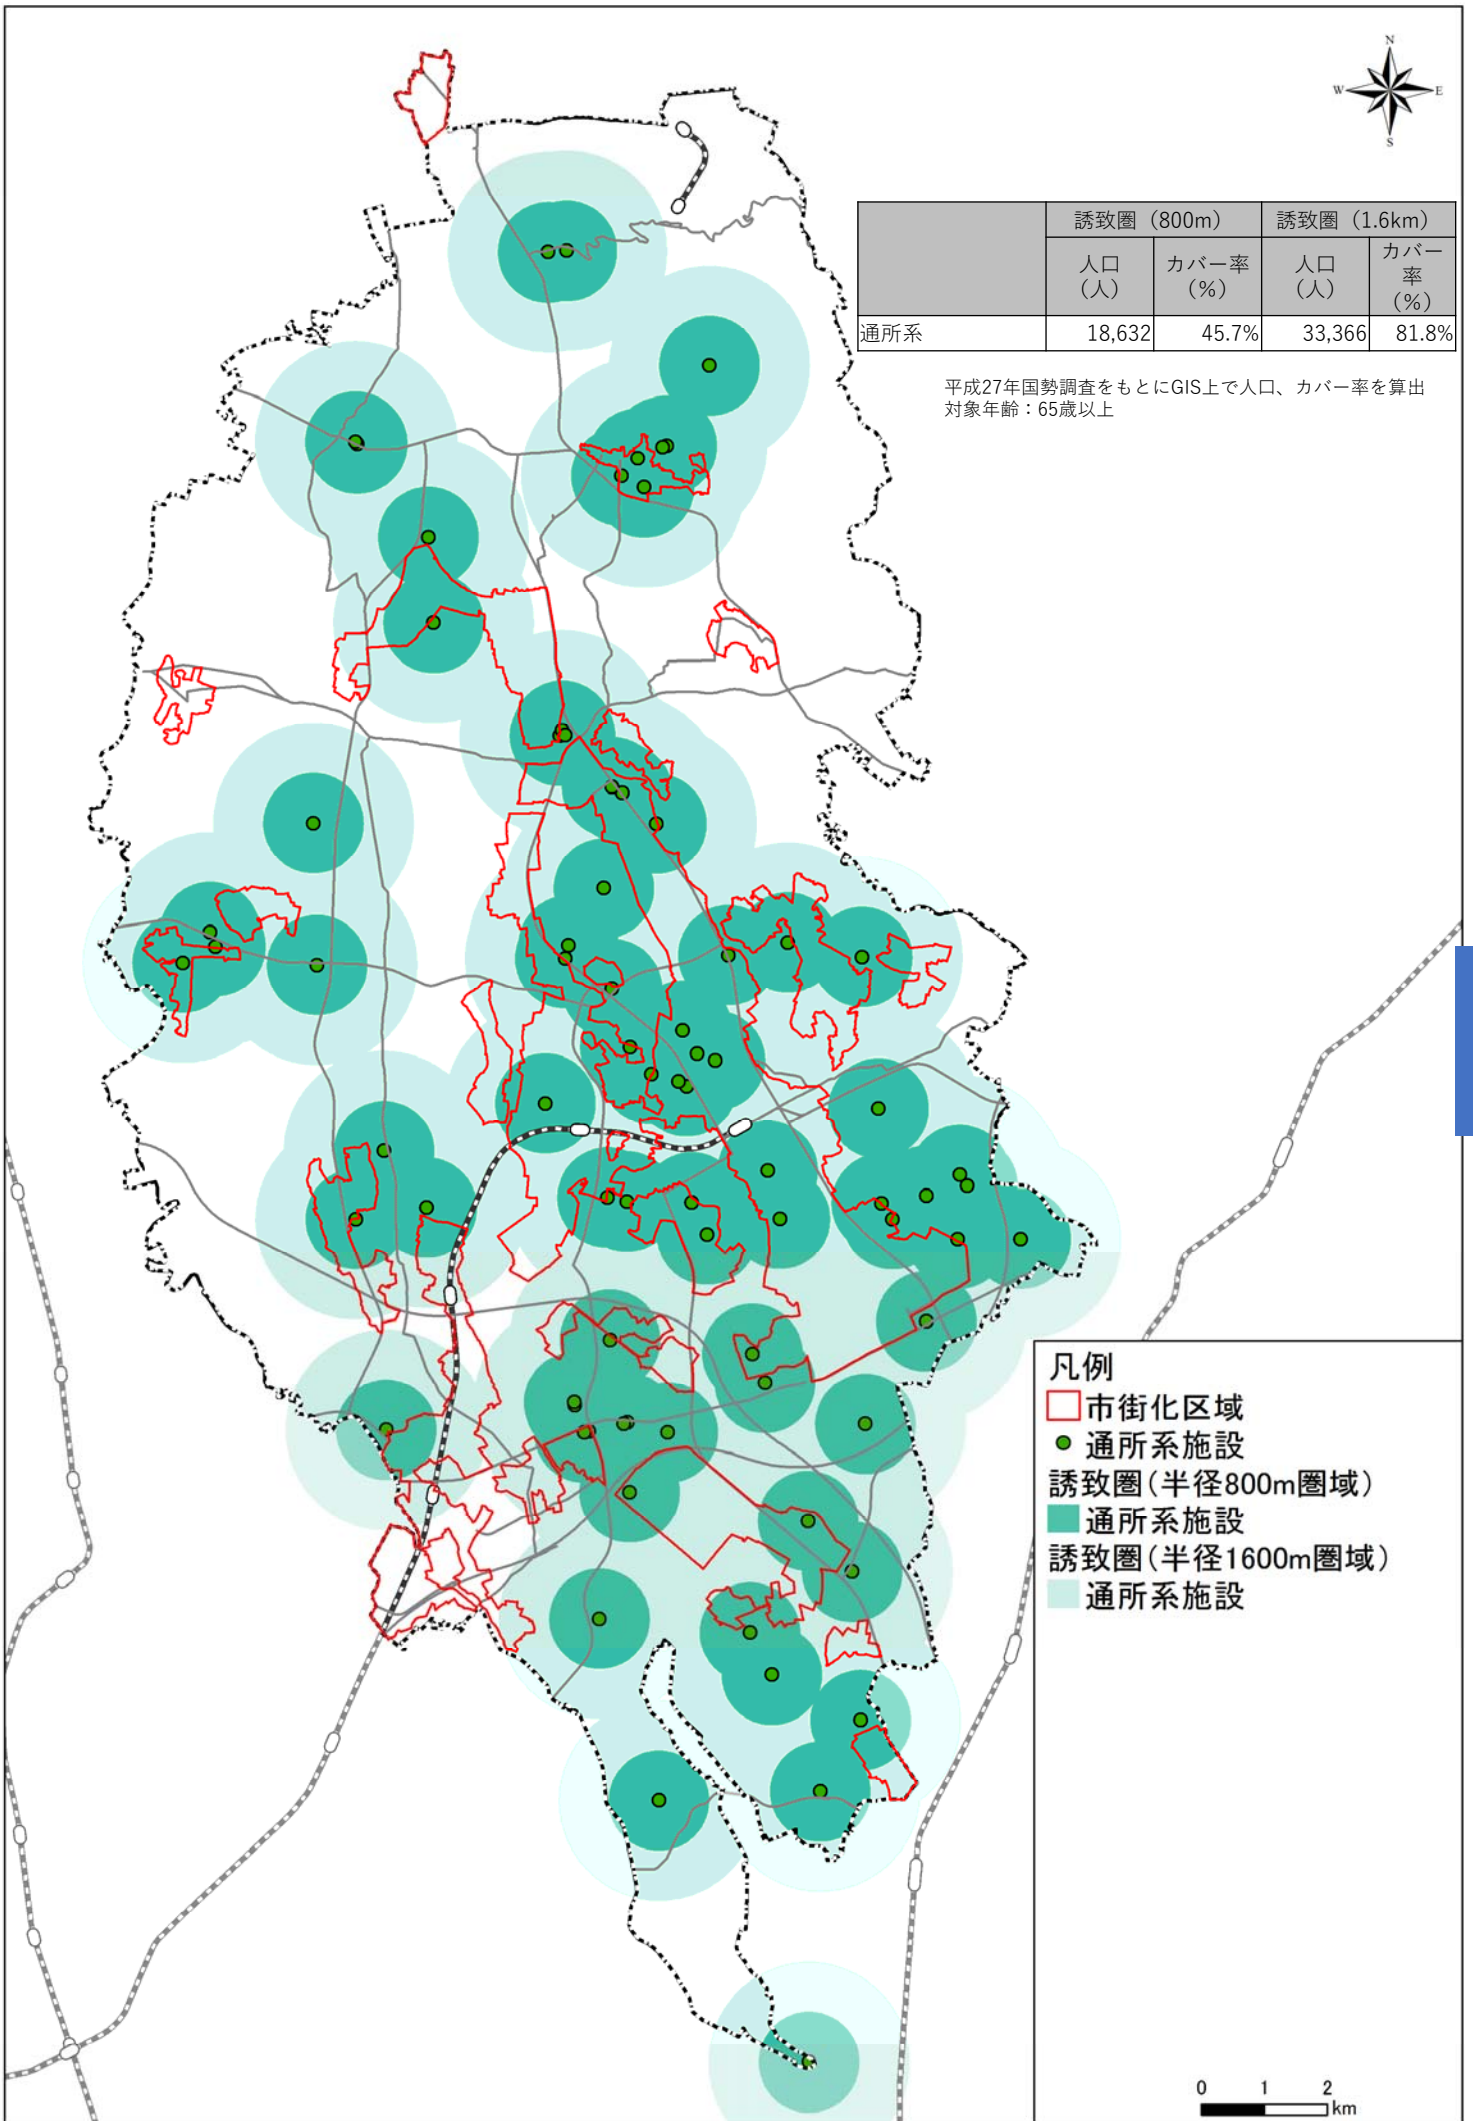 N
W
E
S
誘致圏（800m）
誘致圏（1.6km）
人口
（人）
カバー率
（%）
人口
（人）
カバー
率
（%）
通所系
18,632
45.7%
33,366
81.8%
平成27年国勢調査をもとにGIS上で人口、カバー率を算出
対象年齢：65歳以上
凡例
市街化区域
通所系施設
誘致圏(半径800m圏域)
通所系施設
誘致圏(半径1600m圏域)
通所系施設
0 1 2
km